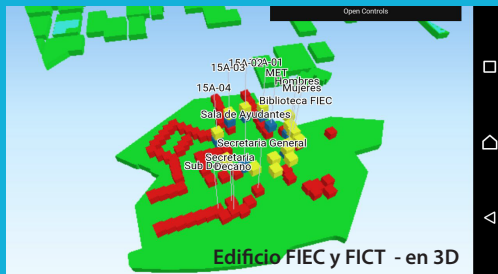 Open Controls
15A-03
15A-02
A-01
MET
Hombres
15A-04
Mujeres
Biblioteca FIEC
Sala de Ayudantes
Secretaría General
Secretaria
Sub D
Decano
Edificio FIEC y FICT - en 3D